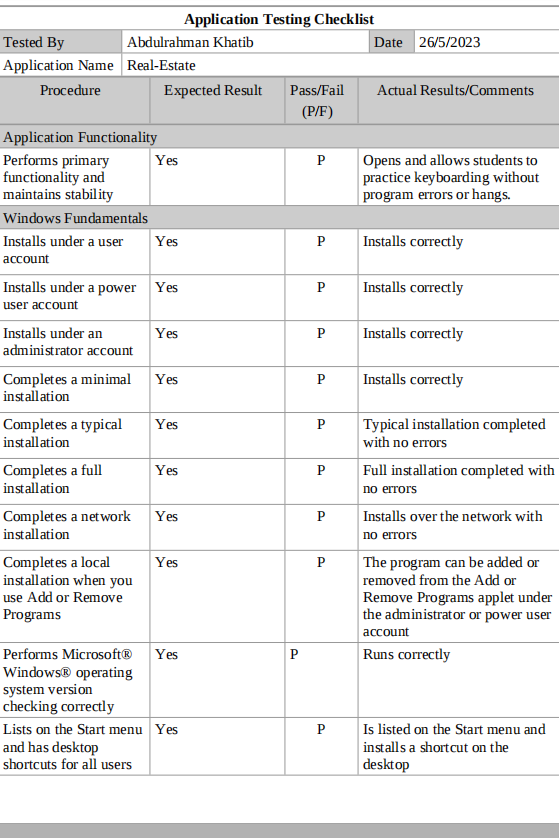 Application Testing Checklist
Tested By Abdulrahman Khatib Date 26/5/2023
Application Name Real-Estate
Procedure Expected Result Pass/Fail Actual Results/Comments
(P/F)
Application Functionality
Performs primary Yes P Opens and allows students to
functionality and practice keyboarding without
maintains stability program errors or hangs.
Windows Fundamentals
Installs under a user Yes P Installs correctly
account
Installs under a power Yes P Installs correctly
user account
Installs under an Yes P Installs correctly
administrator account
Completes a minimal Yes P Installs correctly
installation
Completes a typical Yes P Typical installation completed
installation with no errors
Completes a full Yes P Full installation completed with
installation no errors
Completes a network Yes P Installs over the network with
installation no errors
Completes a local Yes P The program can be added or
installation when you removed from the Add or
use Add or Remove Remove Programs applet under
Programs the administrator or power user
account
Performs Microsoft® Yes P Runs correctly
Windows® operating
system version
checking correctly
Lists on the Start menu Yes P Is listed on the Start menu and
and has desktop installs a shortcut on the
shortcuts for all users desktop